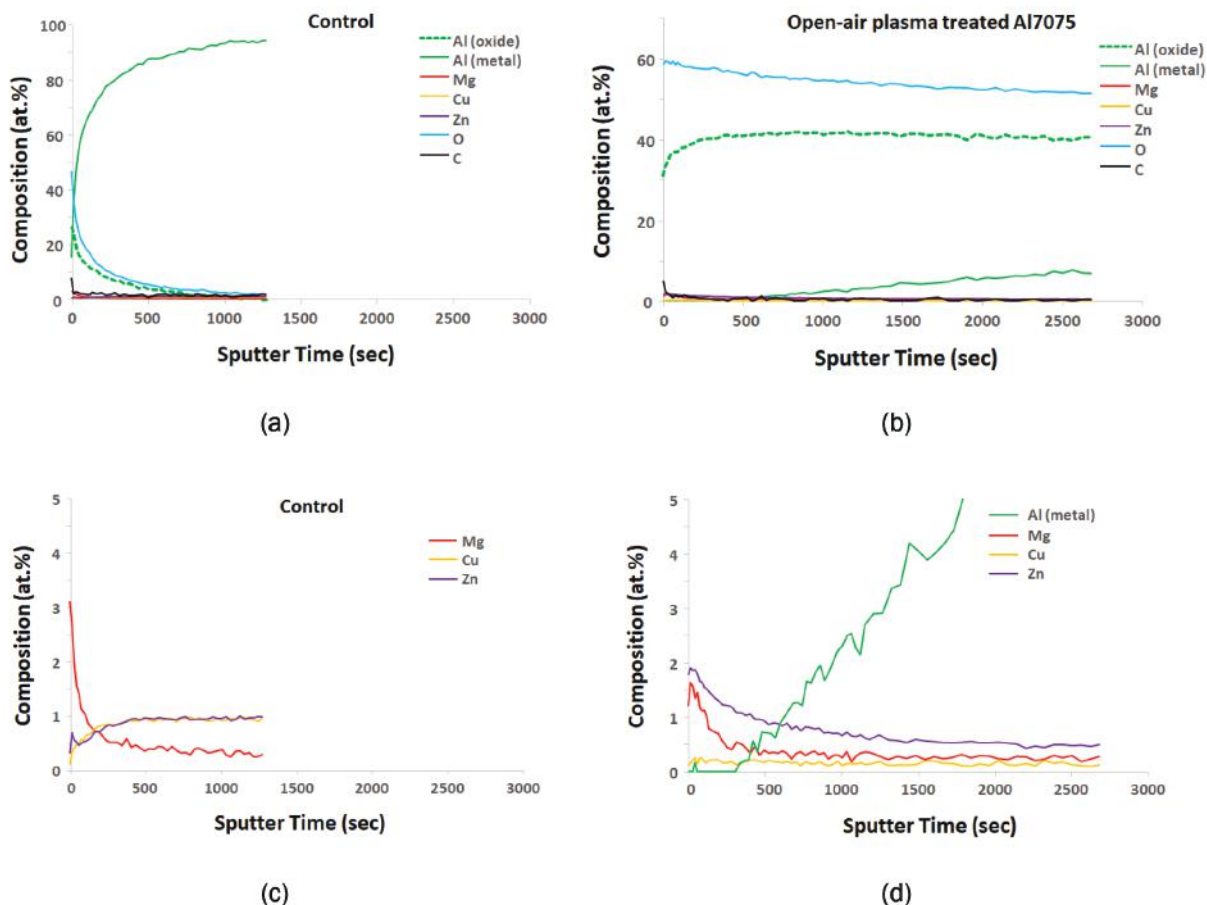 Control
100
80
60
40
20
0
0 500 1000 1500 2000 2500 3000
Composition (at.%)
Sputter Time (sec)
Al (oxide)
Al (metal)
Mg
Cu
Zn
O
C
(a)
Open-air plasma treated Al7075
60
40
20
0
0 500 1000 1500 2000 2500 3000
Composition (at.%)
Sputter Time (sec)
Al (oxide)
Al (metal)
Mg
Cu
Zn
O
C
(b)
Control
5
4
3
2
1
0
0 500 1000 1500 2000 2500 3000
Composition (at.%)
Sputter Time (sec)
Mg
Cu
Zn
(c)
5
4
3
2
1
0
0 500 1000 1500 2000 2500 3000
Composition (at.%)
Sputter Time (sec)
Al (metal)
Mg
Cu
Zn
(d)